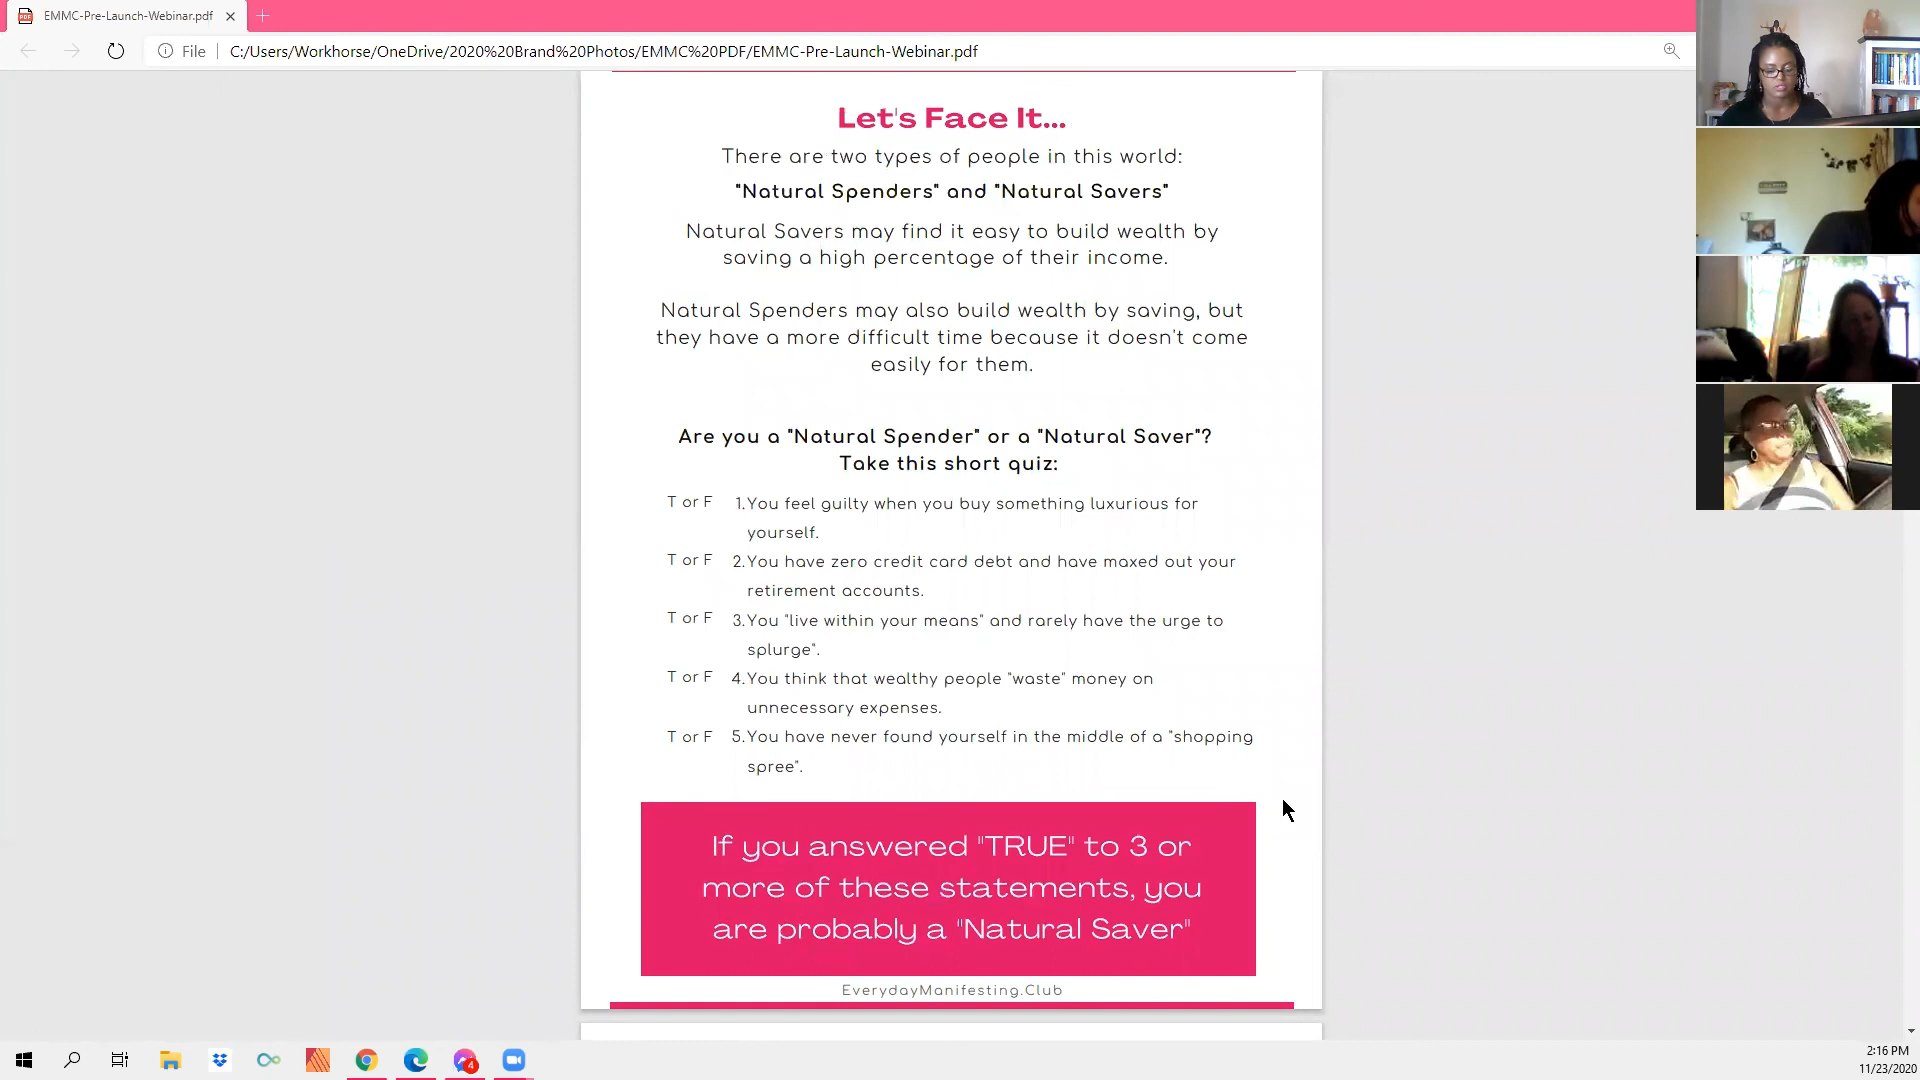 EMMC-Pre-Launch-Webinar.pdf
File
C:/Users/Workhorse/OneDrive/2020%20Brand%20Photos/EMMC%20PDF/EMMC-Pre-Launch-Webinar.pdf
Let's Face It...
There are two types of people in this world:
"Natural Spenders" and "Natural Savers"
Natural Savers may find it easy to build wealth by
saving a high percentage of their income.
Natural Spenders may also build wealth by saving, but
they have a more difficult time because it doesn't come
easily for them.
Are you a "Natural Spender" or a "Natural Saver"?
Take this short quiz:
T or F 1.You feel guilty when you buy something luxurious for
yourself.
T or F 2.You have zero credit card debt and have maxed out your
retirement accounts.
T or F 3.You "live within your means" and rarely have the urge to
splurge".
T or F 4.You think that wealthy people "waste" money on
unnecessary expenses.
T or F 5.You have never found yourself in the middle of a "shopping
spree".
If you answered "TRUE" to 3 or
more of these statements, you
are probably a "Natural Saver"
EverydayManifesting.Club
4
2:16 PM
11/23/2020